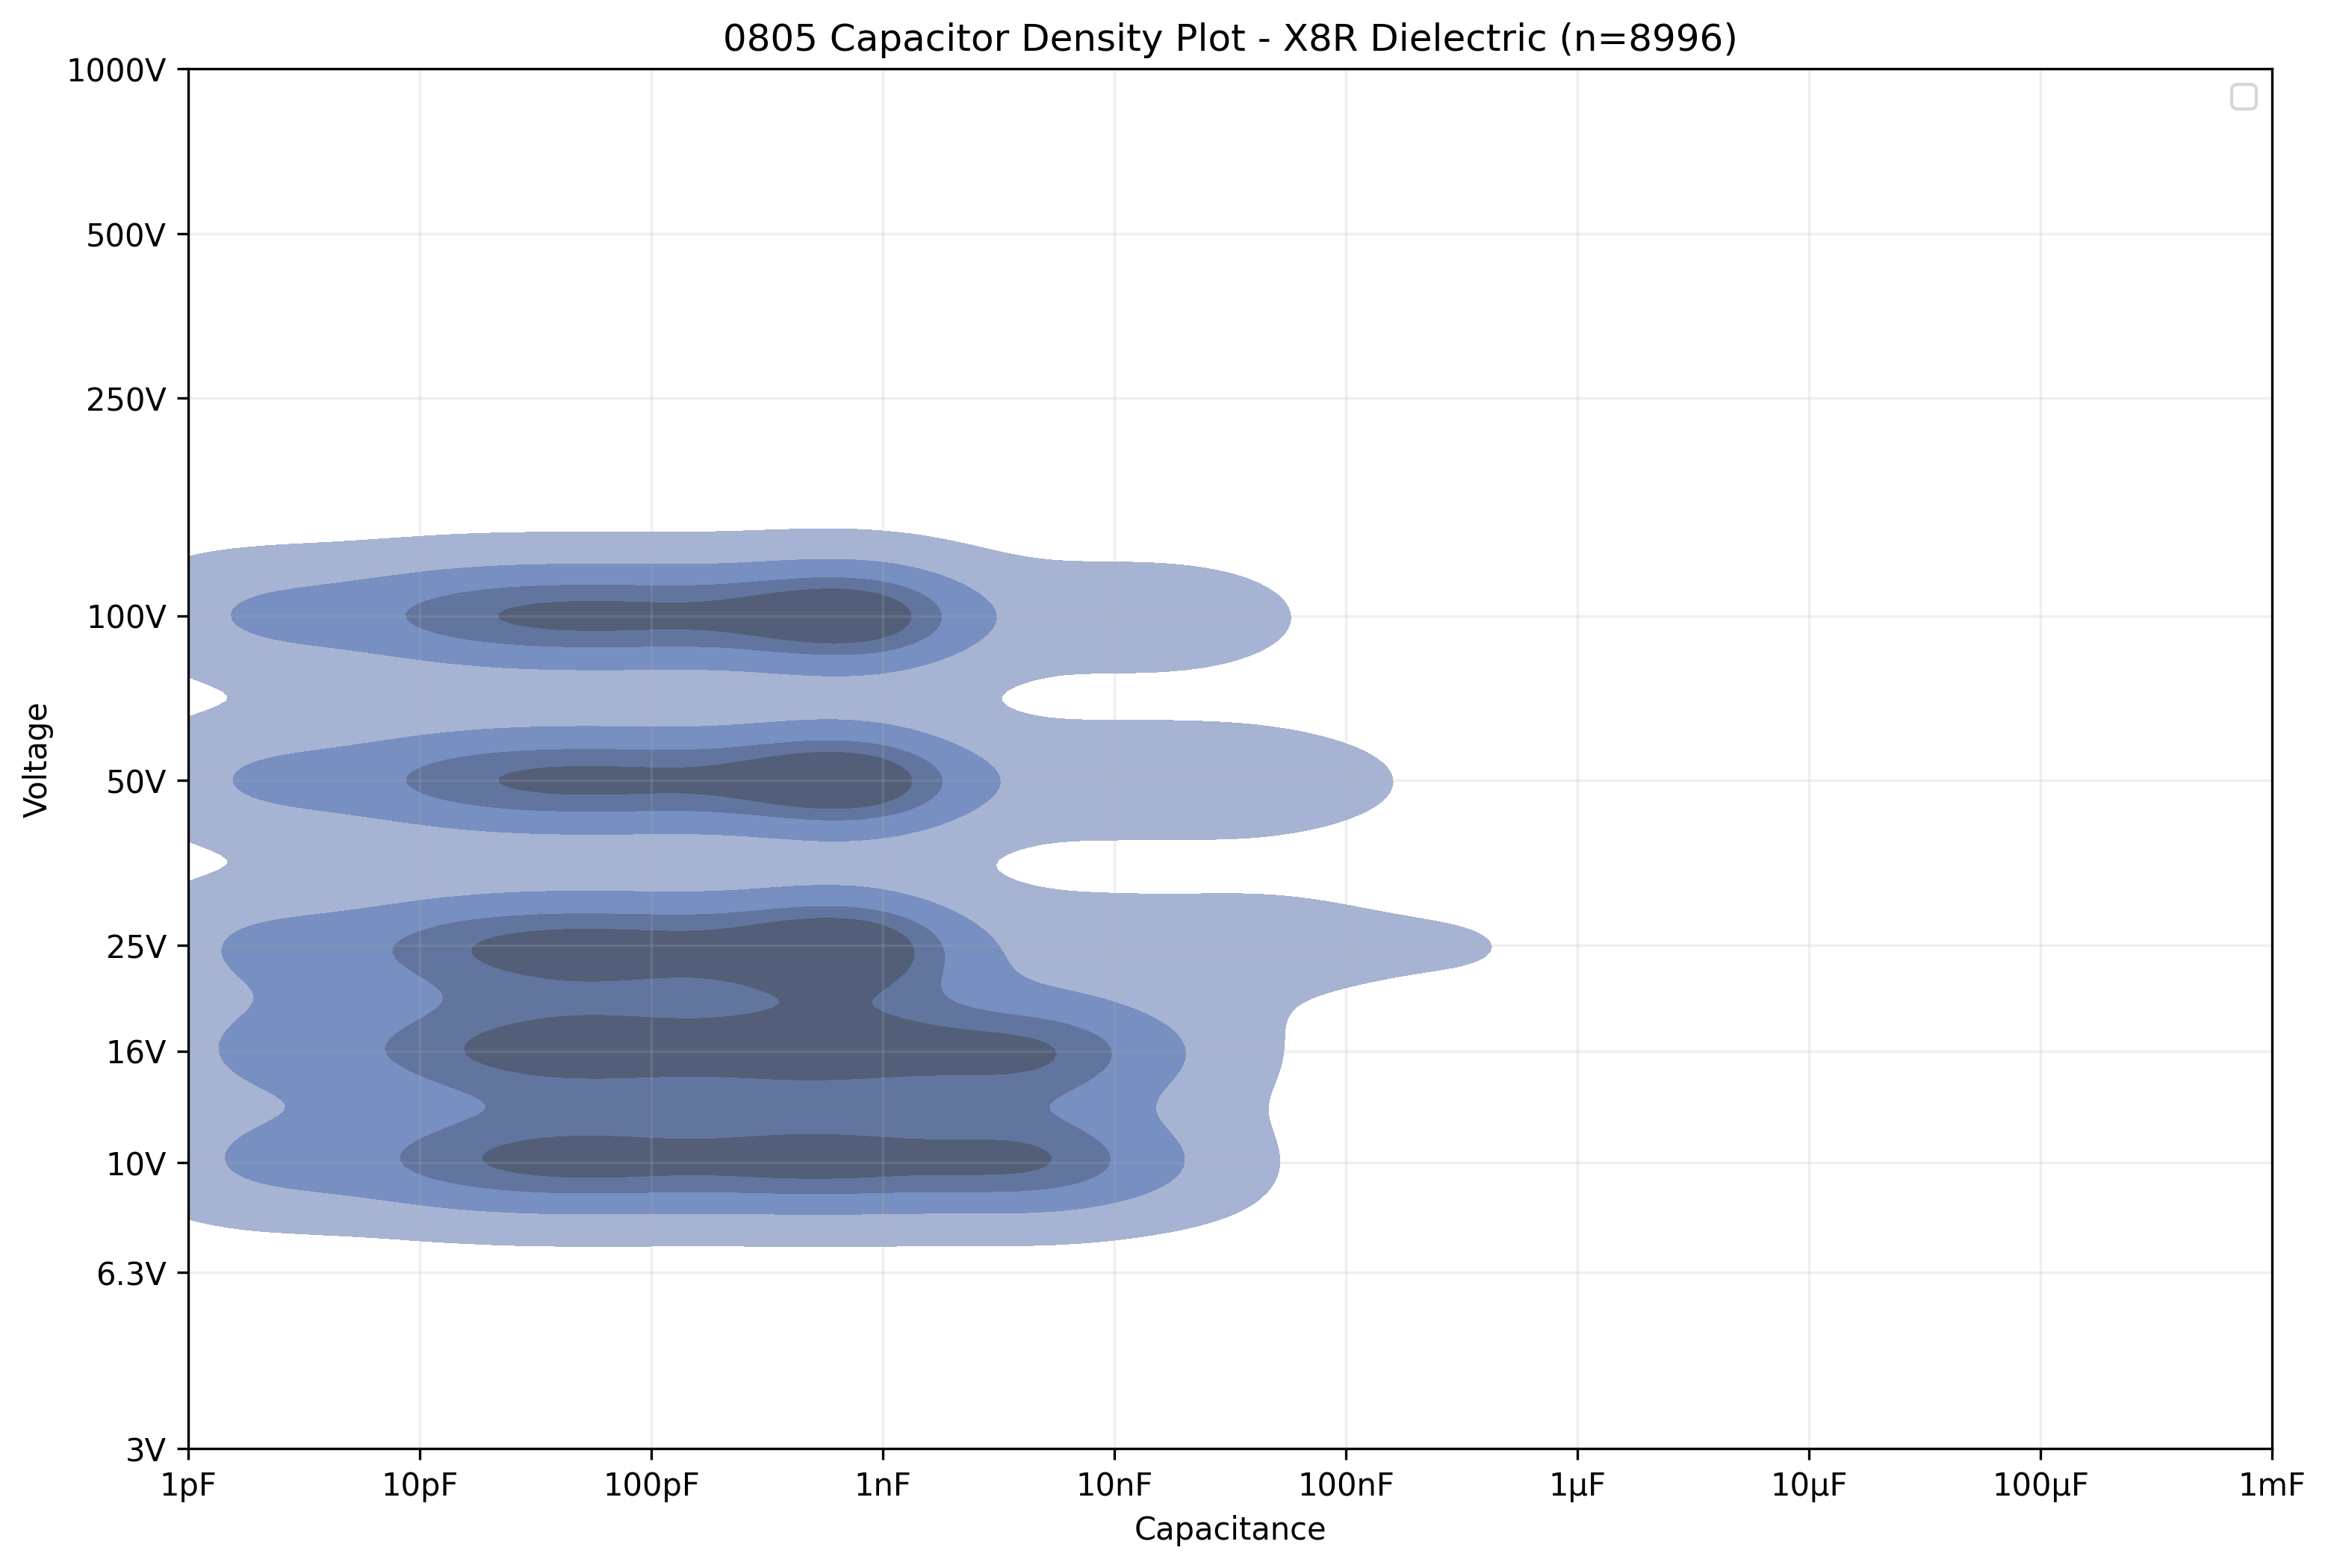 0805 Capacitor Density Plot - X8R Dielectric (n=8996)
1000V
500V
250V
100V
50V
25V
16V
10V
6.3V
3V
Voltage
1pF 10pF 100pF 1nF 10nF 100nF 1μF 10μF 100μF 1mF
Capacitance